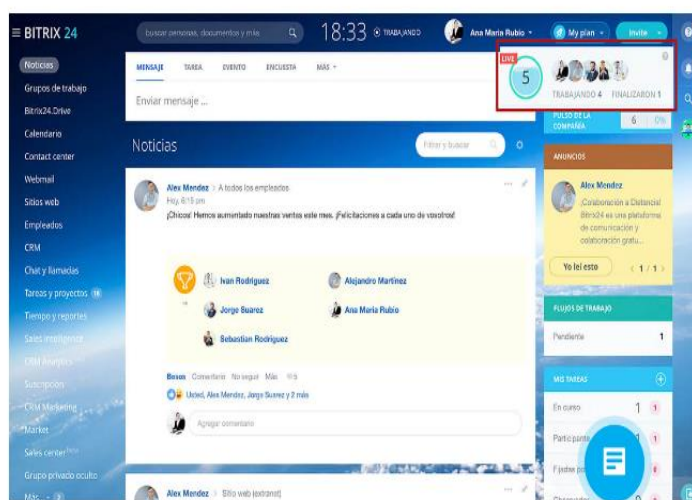 BITRIX 24
buscar personas, documentos y más
18:33
TRABAJANDO
Ana Maria Rubio
My plan
Invite
Noticias
Grupos de trabajo
Bitrix24.Drive
Calendario
Contact center
Webmail
Sitios web
Empleados
CRM
Chat y llamadas
Tareas y proyectos
Tiempo y reportes
Sales intelligence
CRM Analytics
Suscripción
CRM Marketing
Market
Sales center
Grupo privado oculto
Más
MENSAJE TAREA EVENTO ENCUESTA MÁS
Enviar mensaje ...
Noticias
Filtrar y buscar
Alex Mendez > A todos los empleados
Hoy, 6:15 pm
¡Chicos! Hemos aumentado nuestras ventas este mes. ¡Felicitaciones a cada uno de vosotros!
Ivan Rodriguez
Alejandro Martinez
Jorge Suarez
Ana Maria Rubio
Sebastian Rodriguez
Besos Comentario No seguir Más
Usted, Alex Mendez, Jorge Suarez y 2 más
Agregar comentario
Alex Mendez > Sitio web (extranet)
LIVE
5
TRABAJANDO 4 FINALIZARON 1
PULSO DE LA
COMPAÑÍA
6 0%
ANUNCIOS
Alex Mendez
¡Colaboración a Distancia!
Bitrix24 es una plataforma
de comunicación y
colaboración gratu...
Yo leí esto
1 / 1
FLUJOS DE TRABAJO
Pendiente 1
MIS TAREAS
En curso 1 1
Participante 1 1